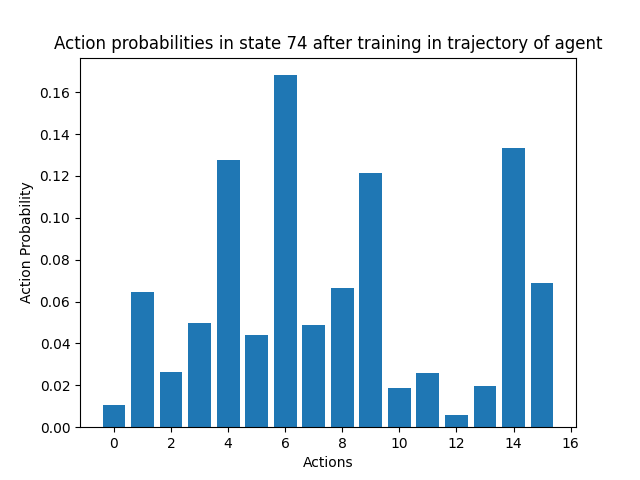 Action probabilities in state 74 after training in trajectory of agent
0.16
0.14
0.12
0.10
0.08
0.06
0.04
0.02
0.00
Action Probability
0 2 4 6 8 10 12 14 16
Actions